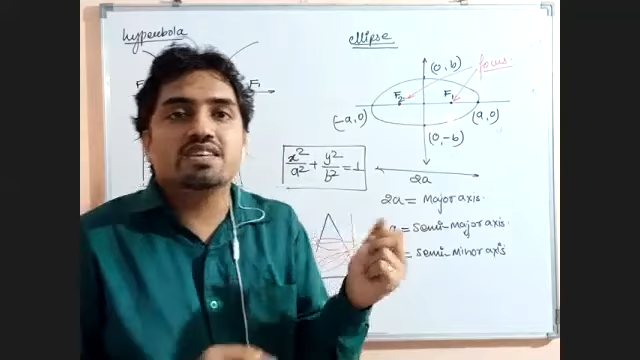 hyperbola
ellipse
(0,b)
focus
F₂ F₁ F₁
(-a,0) (a,0)
(0,-b)
x²/a² + y²/b² = 1
2a
2a = Major axis.
a = Semi-major axis.
= Semi-minor axis